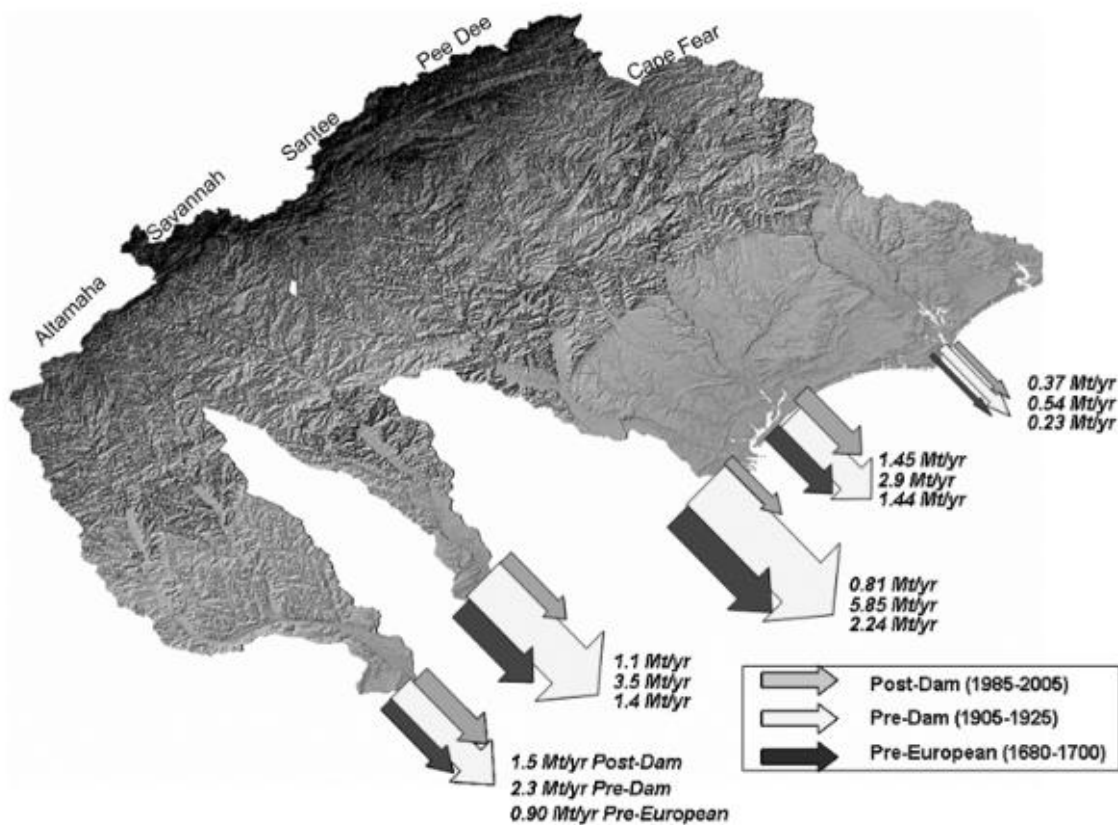 Pee Dee
Cape Fear
Santee
Savannah
Altamaha
0.37 Mt/yr
0.54 Mt/yr
0.23 Mt/yr
1.45 Mt/yr
2.9 Mt/yr
1.44 Mt/yr
0.81 Mt/yr
5.85 Mt/yr
2.24 Mt/yr
1.1 Mt/yr
3.5 Mt/yr
1.4 Mt/yr
1.5 Mt/yr Post-Dam
2.3 Mt/yr Pre-Dam
0.90 Mt/yr Pre-European
Post-Dam (1985-2005)
Pre-Dam (1905-1925)
Pre-European (1680-1700)